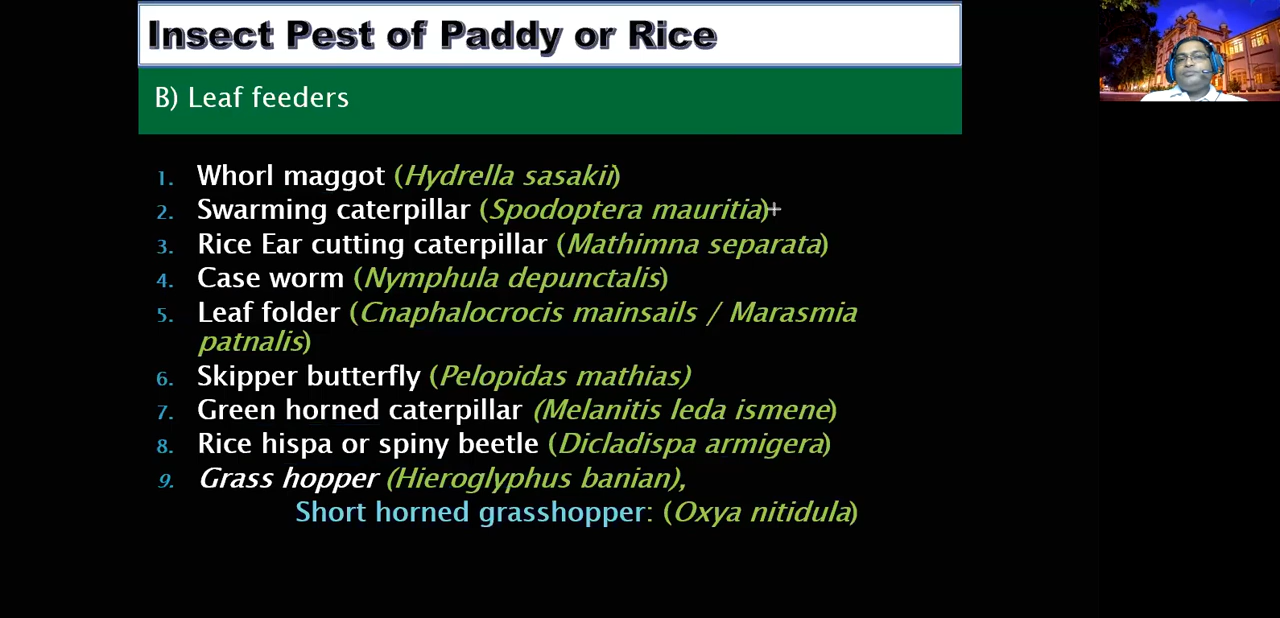 Insect Pest of Paddy or Rice
B) Leaf feeders
1. Whorl maggot (Hydrella sasakii)
2. Swarming caterpillar (Spodoptera mauritia)
3. Rice Ear cutting caterpillar (Mathimna separata)
4. Case worm (Nymphula depunctalis)
5. Leaf folder (Cnaphalocrocis mainsails / Marasmia
patnalis)
6. Skipper butterfly (Pelopidas mathias)
7. Green horned caterpillar (Melanitis leda ismene)
8. Rice hispa or spiny beetle (Dicladispa armigera)
9. Grass hopper (Hieroglyphus banian),
Short horned grasshopper: (Oxya nitidula)